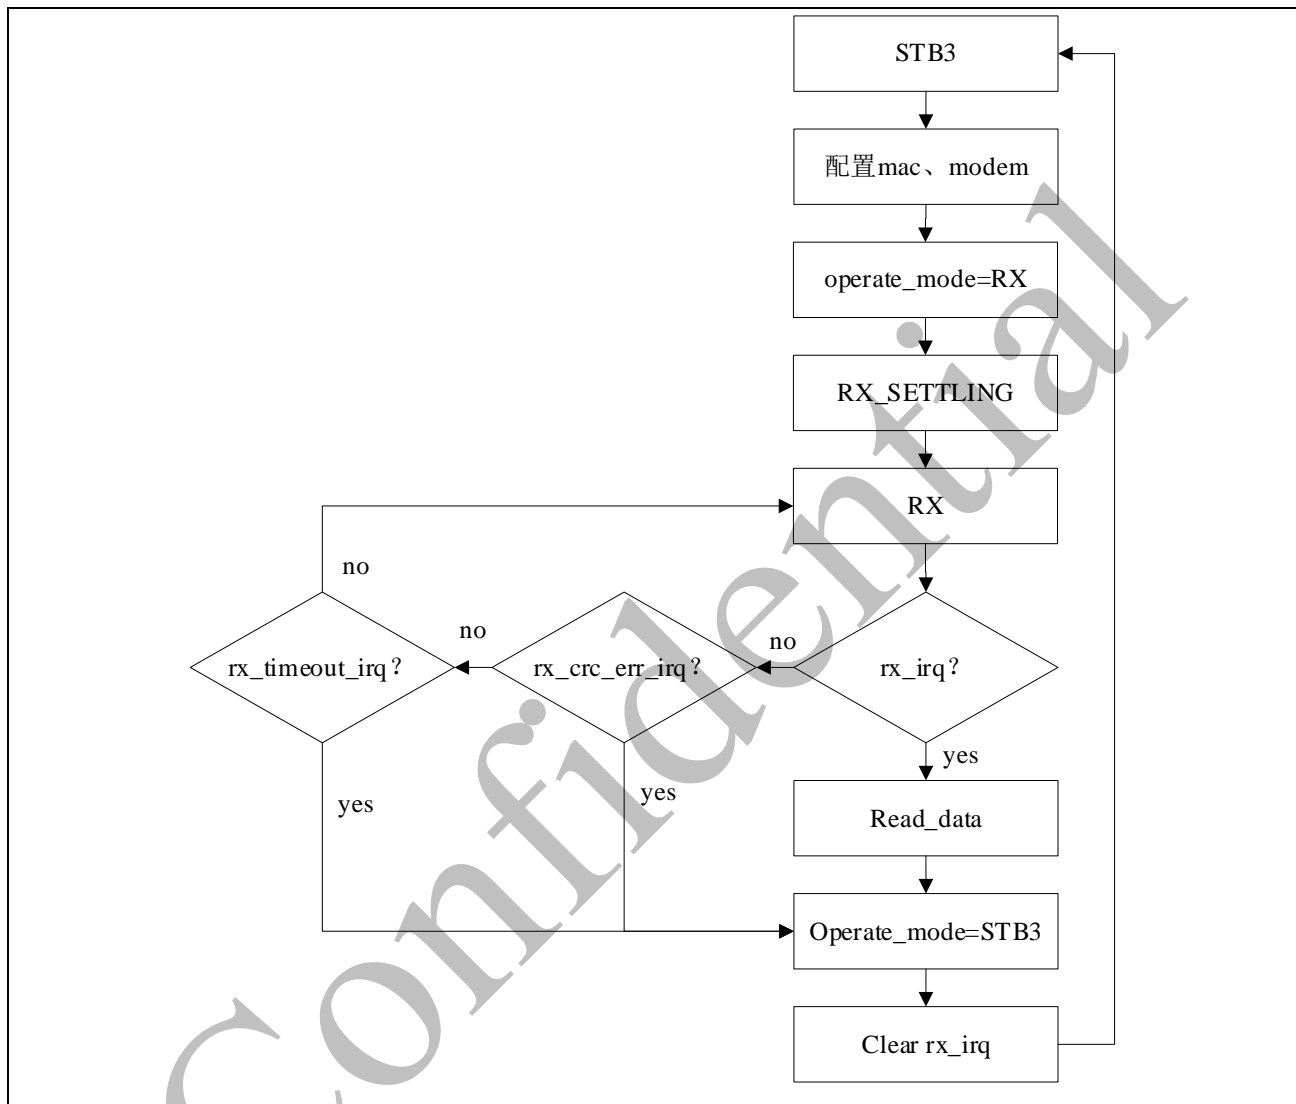 STB3
配置mac、modem
operate_mode=RX
RX_SETTLING
RX
no
rx_timeout_irq？
no
rx_crc_err_irq？
no
rx_irq？
yes
yes
yes
Read_data
Operate_mode=STB3
Clear rx_irq
Confidential